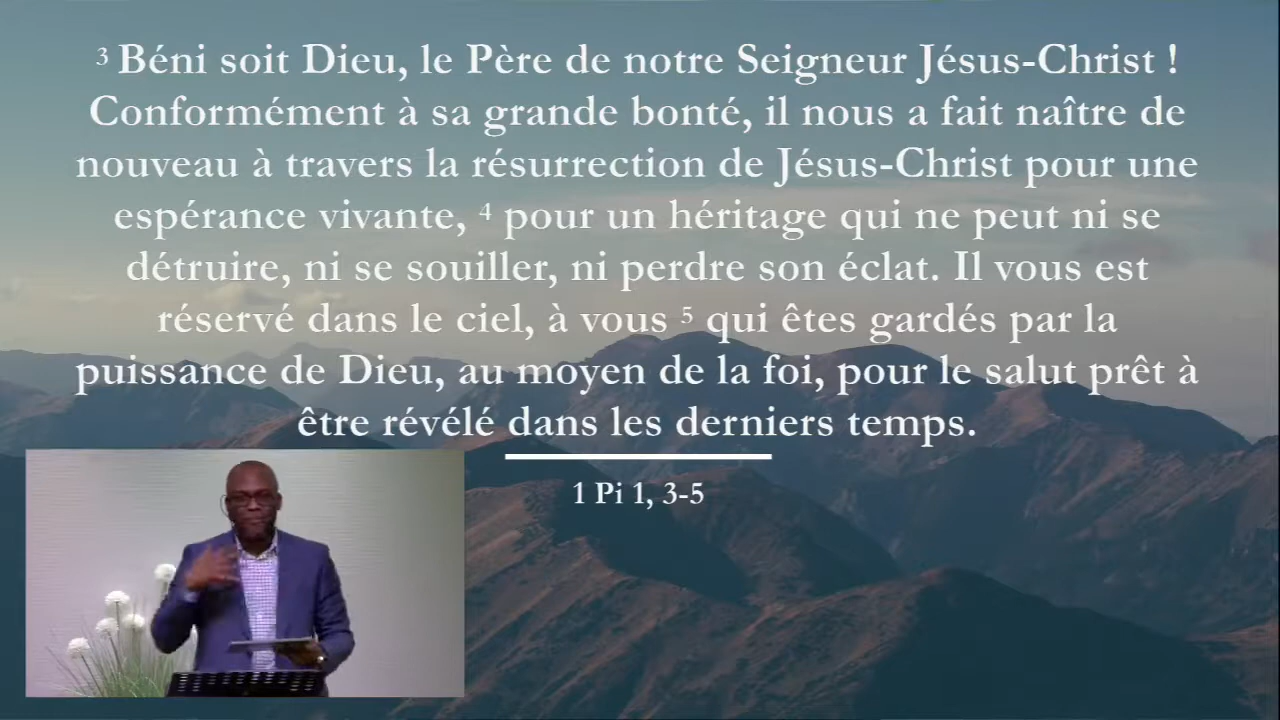 3 Béni soit Dieu, le Père de notre Seigneur Jésus-Christ !
Conformément à sa grande bonté, il nous a fait naître de
nouveau à travers la résurrection de Jésus-Christ pour une
espérance vivante, 4 pour un héritage qui ne peut ni se
détruire, ni se souiller, ni perdre son éclat. Il vous est
réservé dans le ciel, à vous 5 qui êtes gardés par la
puissance de Dieu, au moyen de la foi, pour le salut prêt à
être révélé dans les derniers temps.
1 Pi 1, 3-5